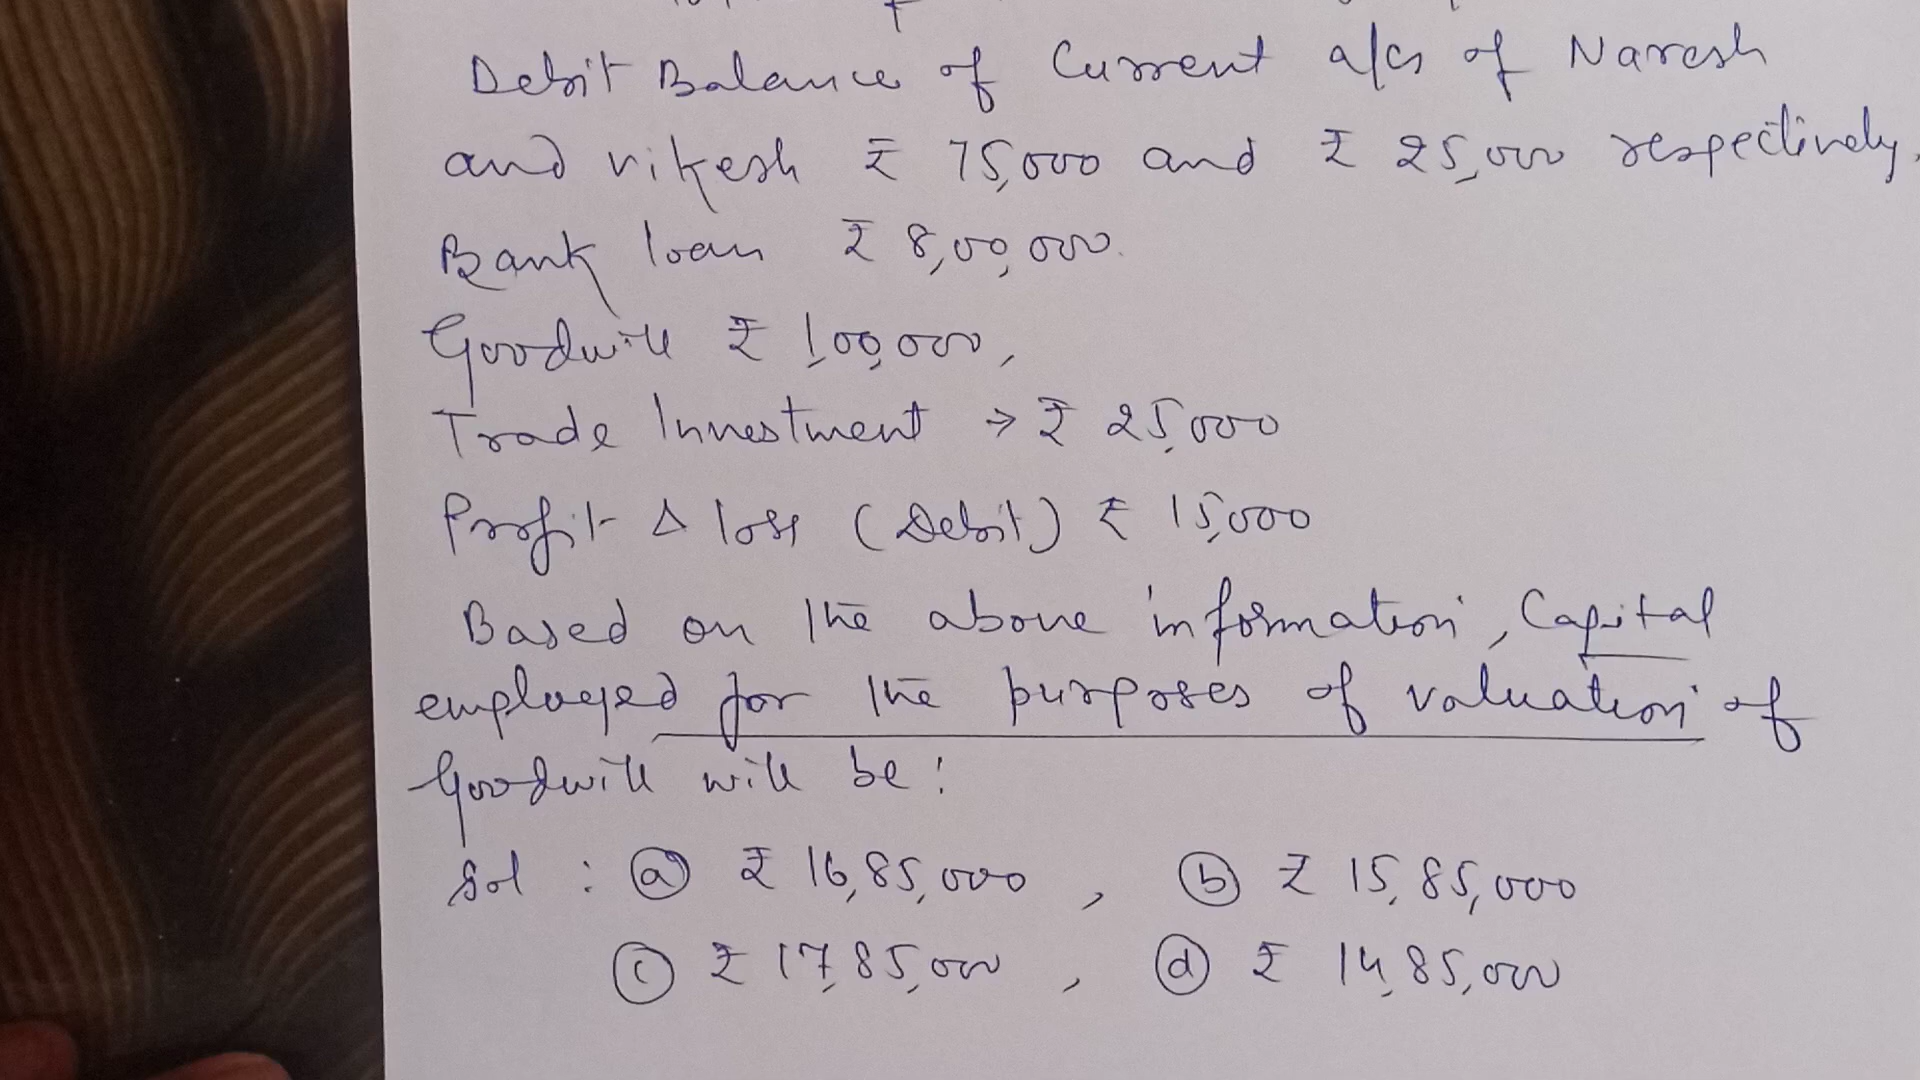 Debit Balance of Current a/cs of Naresh
and vikesh ₹ 75,000 and ₹ 25,000 respectively.
Bank loan ₹ 8,00,000.
Goodwill ₹ 1,00,000,
Trade Investment → ₹ 25,000
Profit & loss (Debit) ₹ 15,000
Based on the above information, Capital
employed for the purposes of valuation of
Goodwill will be:
Sol : (a) ₹ 16,85,000 , (b) ₹ 15,85,000
(c) ₹ 17,85,000 , (d) ₹ 14,85,000